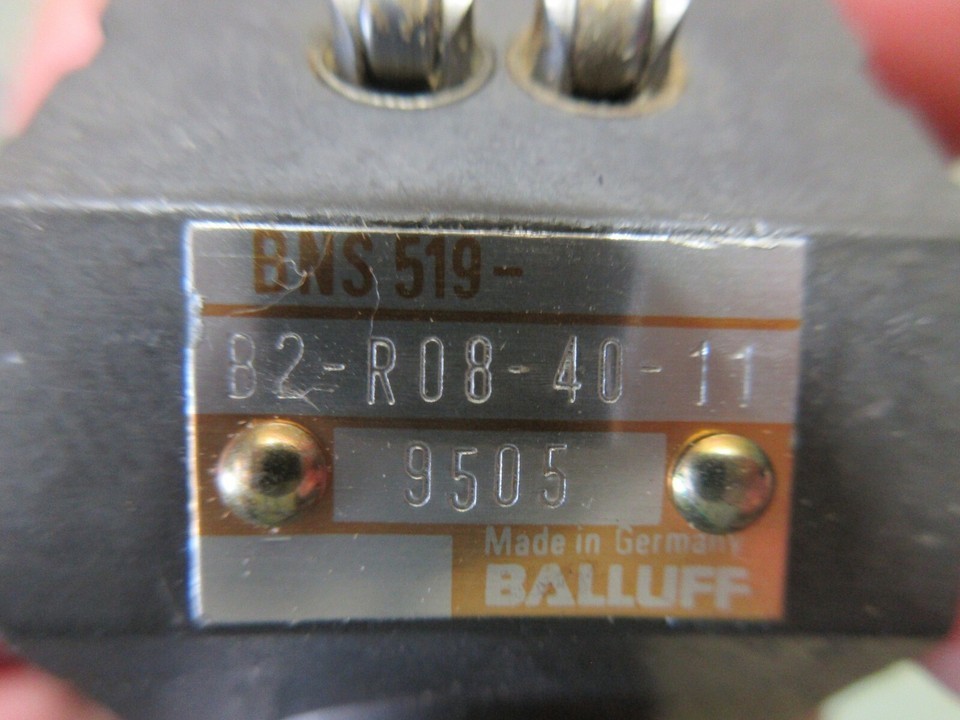 BNS 519-
B2-R08-40-11
9505
Made in Germany
BALLUFF